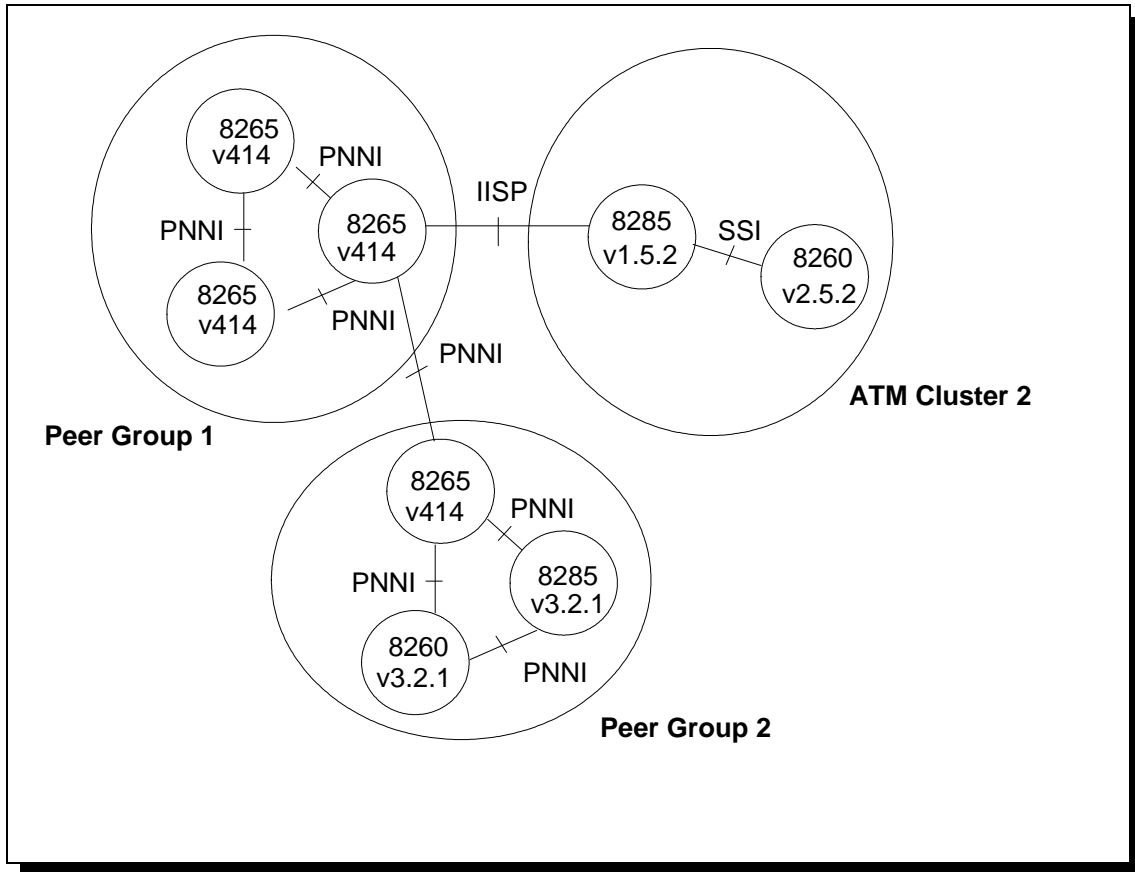 8265
v414
PNNI
8265
v414
PNNI
8265
v414
PNNI
Peer Group 1
IISP
8285
v1.5.2
SSI
8260
v2.5.2
ATM Cluster 2
PNNI
8265
v414
PNNI
8285
v3.2.1
PNNI
8260
v3.2.1
PNNI
Peer Group 2